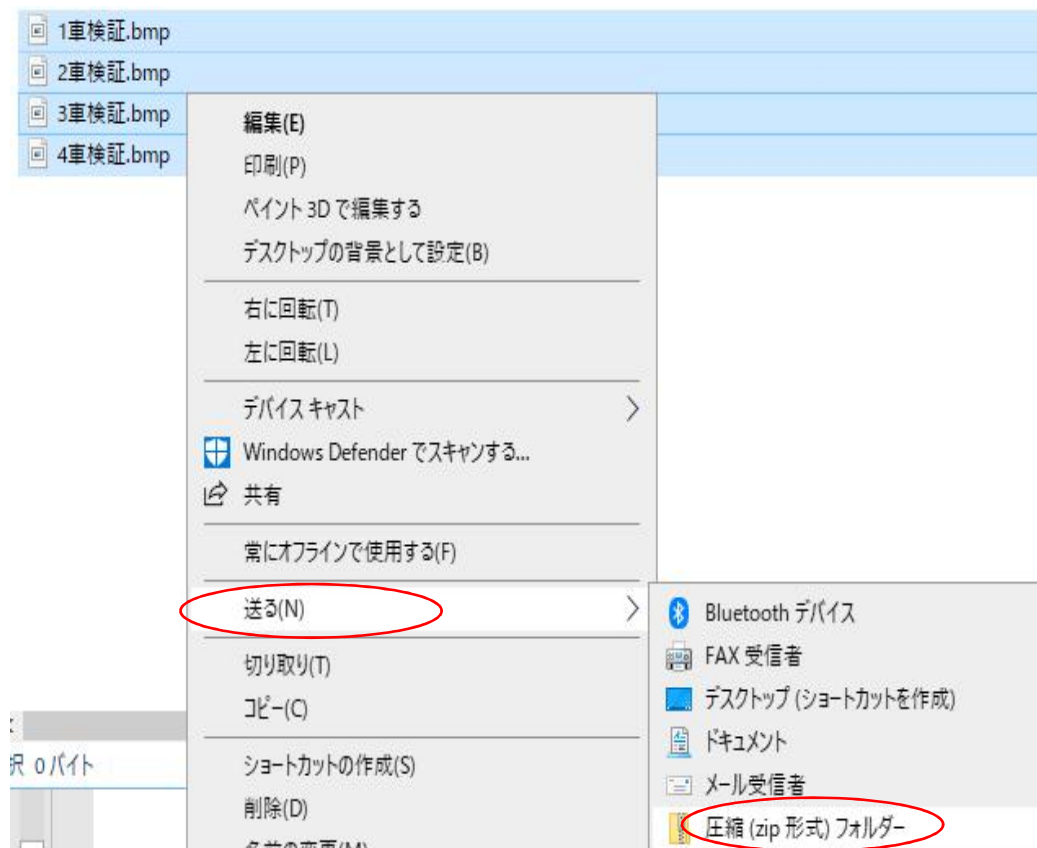 1車検証.bmp
2車検証.bmp
3車検証.bmp
4車検証.bmp
編集(E)
印刷(P)
ペイント 3D で編集する
デスクトップの背景として設定(B)
右に回転(T)
左に回転(L)
デバイス キャスト
Windows Defender でスキャンする...
共有
常にオフラインで使用する(F)
送る(N)
切り取り(T)
コピー(C)
ショートカットの作成(S)
削除(D)
名前の変更(M)
Bluetooth デバイス
FAX 受信者
デスクトップ (ショートカットを作成)
ドキュメント
メール受信者
圧縮 (zip 形式) フォルダー
択 0 バイト